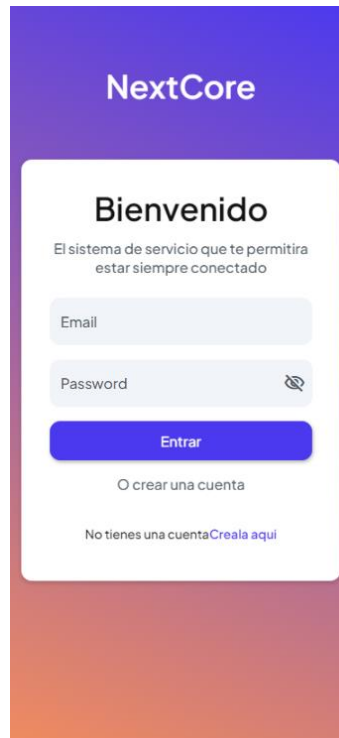 NextCore
Bienvenido
El sistema de servicio que te permitira
estar siempre conectado
Email
Password
Entrar
O crear una cuenta
No tienes una cuentaCreala aqui